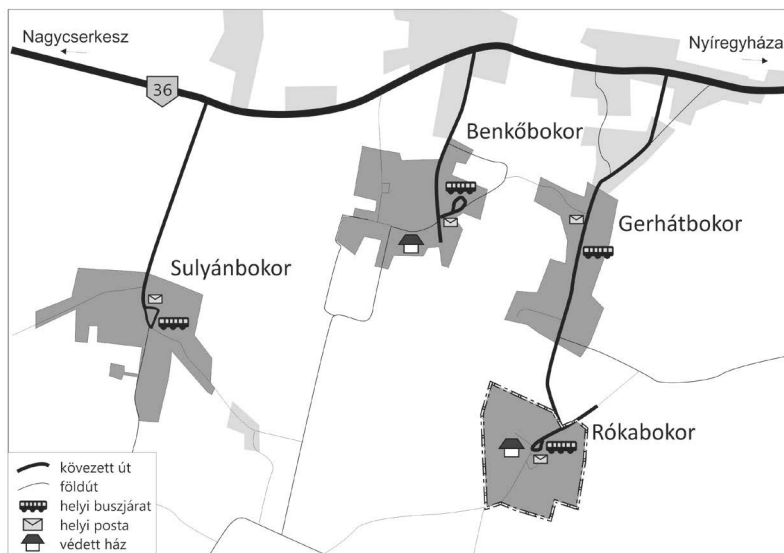 Nagycserkesz
Nyíregyháza
36
Benkőbokor
Gerhátbokor
Sulyánbokor
Rókabokor
kövezett út
földút
helyi buszjárat
helyi posta
védett ház